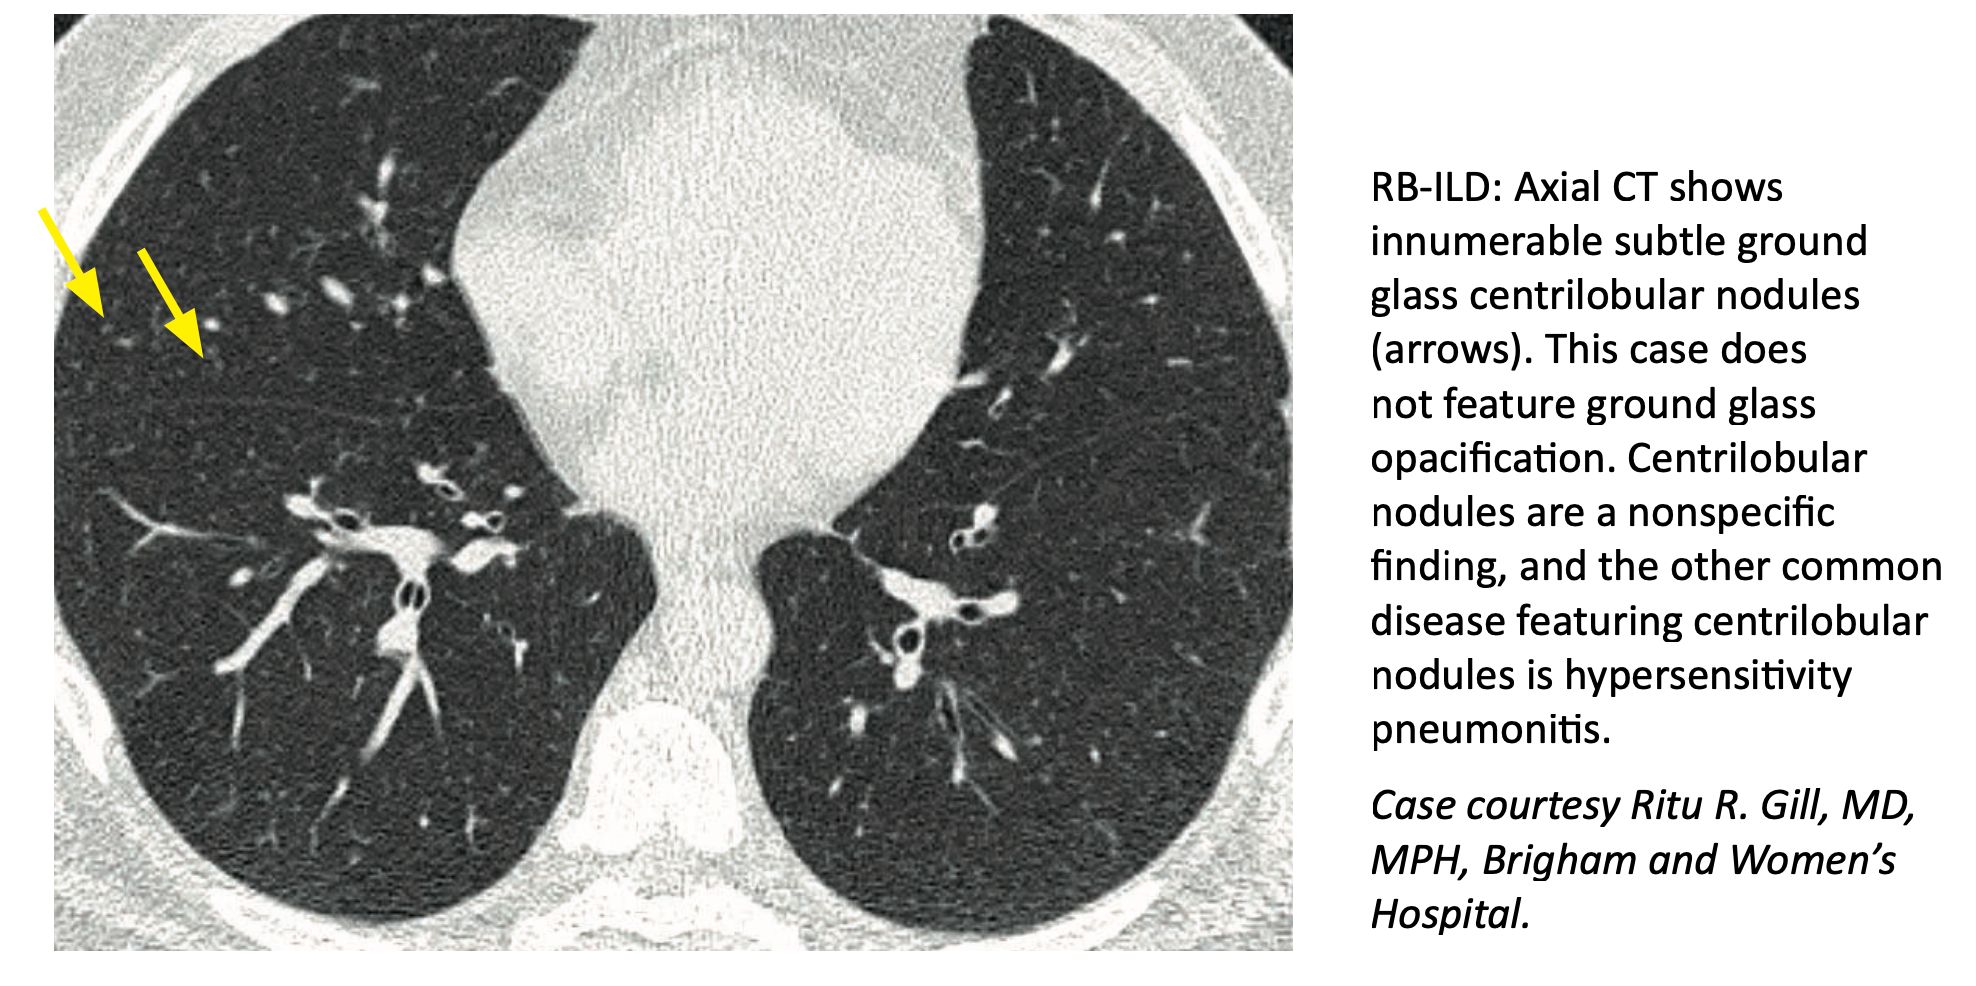 RB-ILD: Axial CT shows
innumerable subtle ground
glass centrilobular nodules
(arrows). This case does
not feature ground glass
opacification. Centrilobular
nodules are a nonspecific
finding, and the other common
disease featuring centrilobular
nodules is hypersensitivity
pneumonitis.
Case courtesy Ritu R. Gill, MD,
MPH, Brigham and Women’s
Hospital.